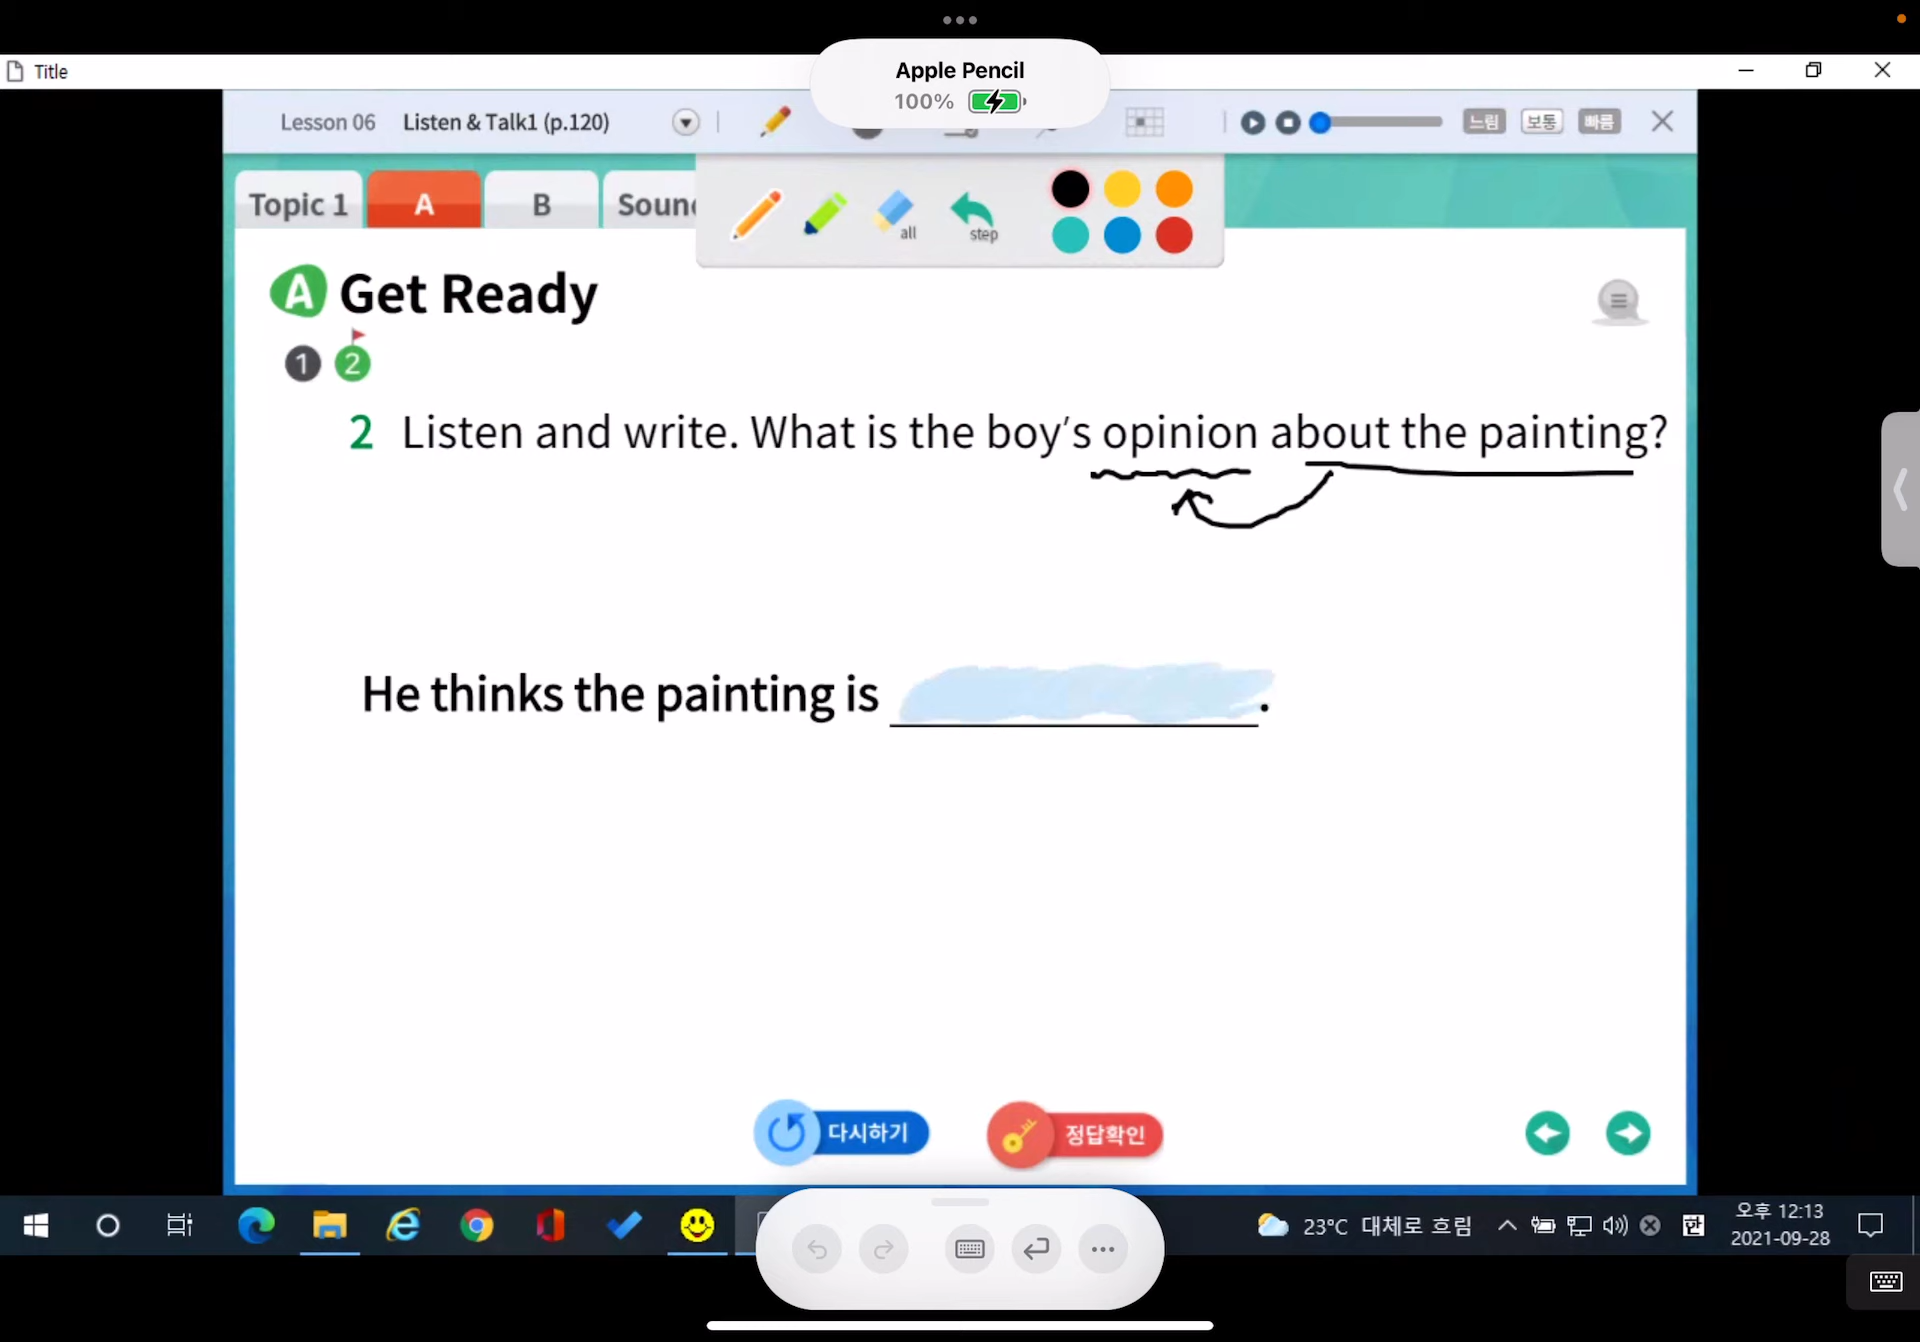 Title
Apple Pencil
100%
Lesson 06 Listen & Talk1 (p.120)
느림 보통 빠름
Topic 1 A B
all
step
A Get Ready
1 2
2 Listen and write. What is the boy's opinion about the painting?
He thinks the painting is .
다시하기 정답확인
23°C 대체로 흐림
한
오후 12:13
2021-09-28